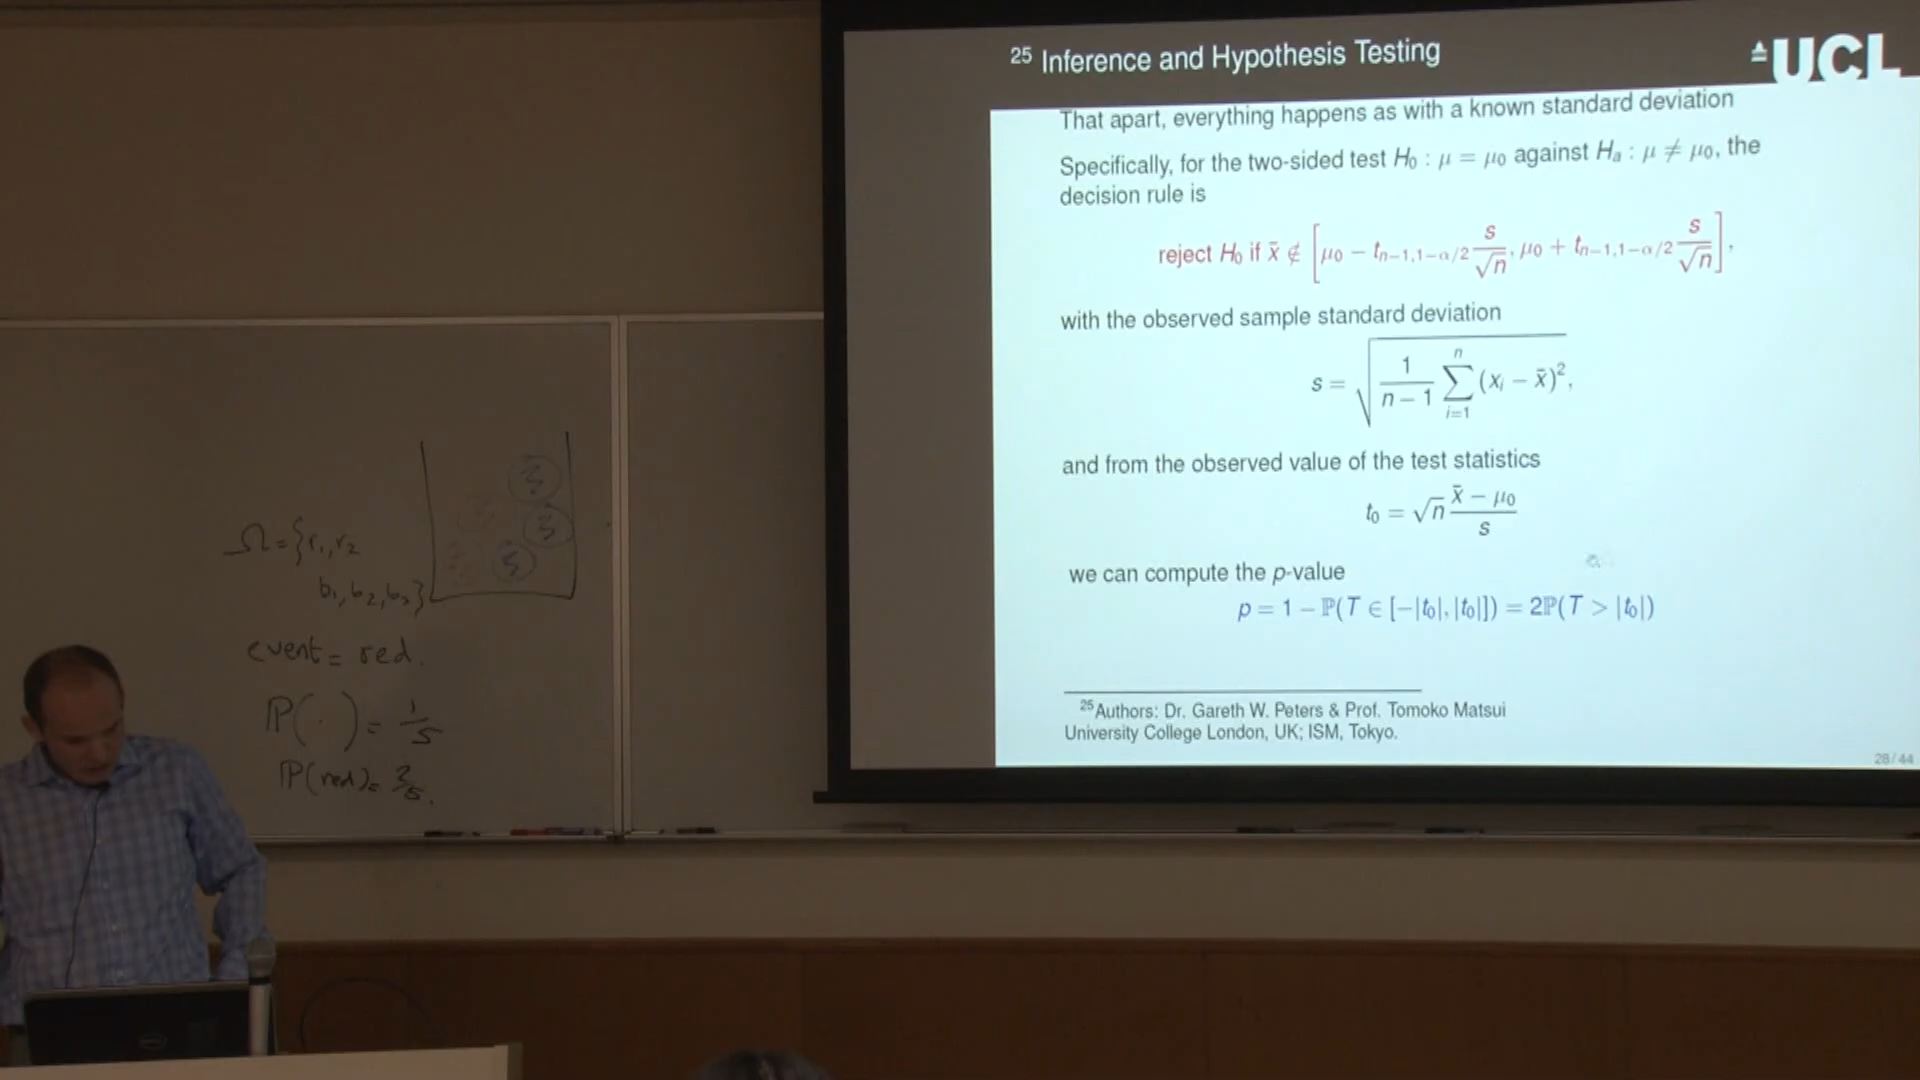 25 Inference and Hypothesis Testing
UCL
That apart, everything happens as with a known standard deviation
Specifically, for the two-sided test H₀ : μ = μ₀ against Hₐ : μ ≠ μ₀, the
decision rule is
reject H₀ if x̄ ∉ [μ₀ − tₙ₋₁,₁₋α/₂ s/√n, μ₀ + tₙ₋₁,₁₋α/₂ s/√n],
with the observed sample standard deviation
s = √(1/(n − 1) ∑ᵢ₌₁ⁿ (xᵢ − x̄)²),
and from the observed value of the test statistics
t₀ = √n (x̄ − μ₀)/s
we can compute the p-value
p = 1 − ℙ(T ∈ [−|t₀|, |t₀|]) = 2ℙ(T > |t₀|)
25Authors: Dr. Gareth W. Peters & Prof. Tomoko Matsui
University College London, UK; ISM, Tokyo.
28/44
Ω = {r₁, r₂
b₁, b₂, b₃}
event = red.
ℙ(·) = 1/5
ℙ(red) = 2/5.